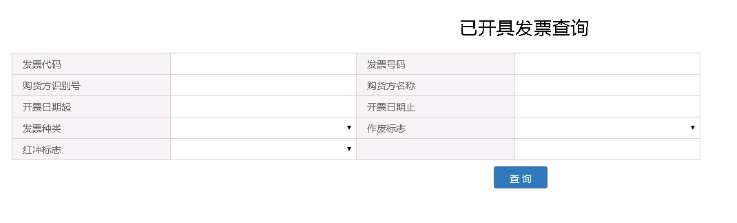 已开具发票查询
发票代码 发票号码
购货方识别号 购货方名称
开票日期起 开票日期止
发票种类 作废标志
红冲标志
查 询